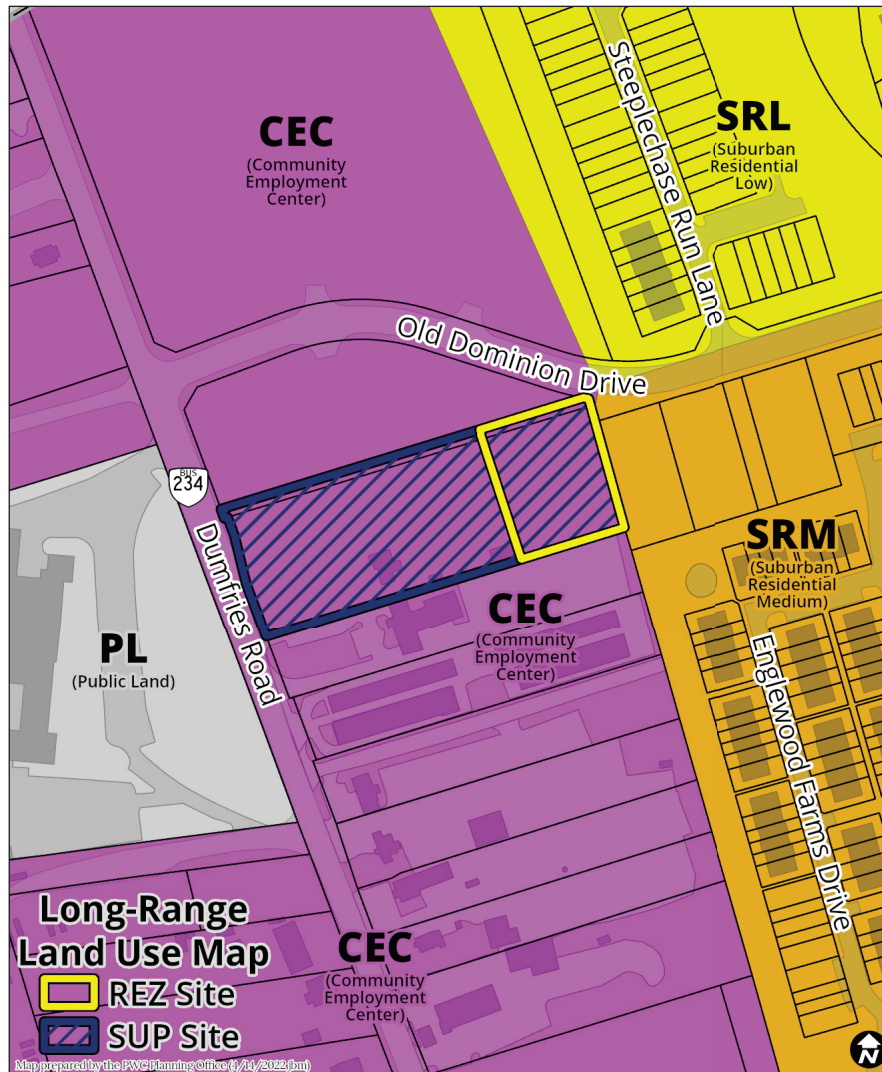 CEC
(Community
Employment
Center)
SRL
(Suburban
Residential
Low)
Steeplechase Run Lane
Old Dominion Drive
BUS
234
Dumfries Road
SRM
(Suburban
Residential
Medium)
CEC
(Community
Employment
Center)
PL
(Public Land)
Englewood Farms Drive
Long-Range
Land Use Map
REZ Site
SUP Site
CEC
(Community
Employment
Center)
N
Map prepared by the PWC Planning Office (4/14/2022 jbm)